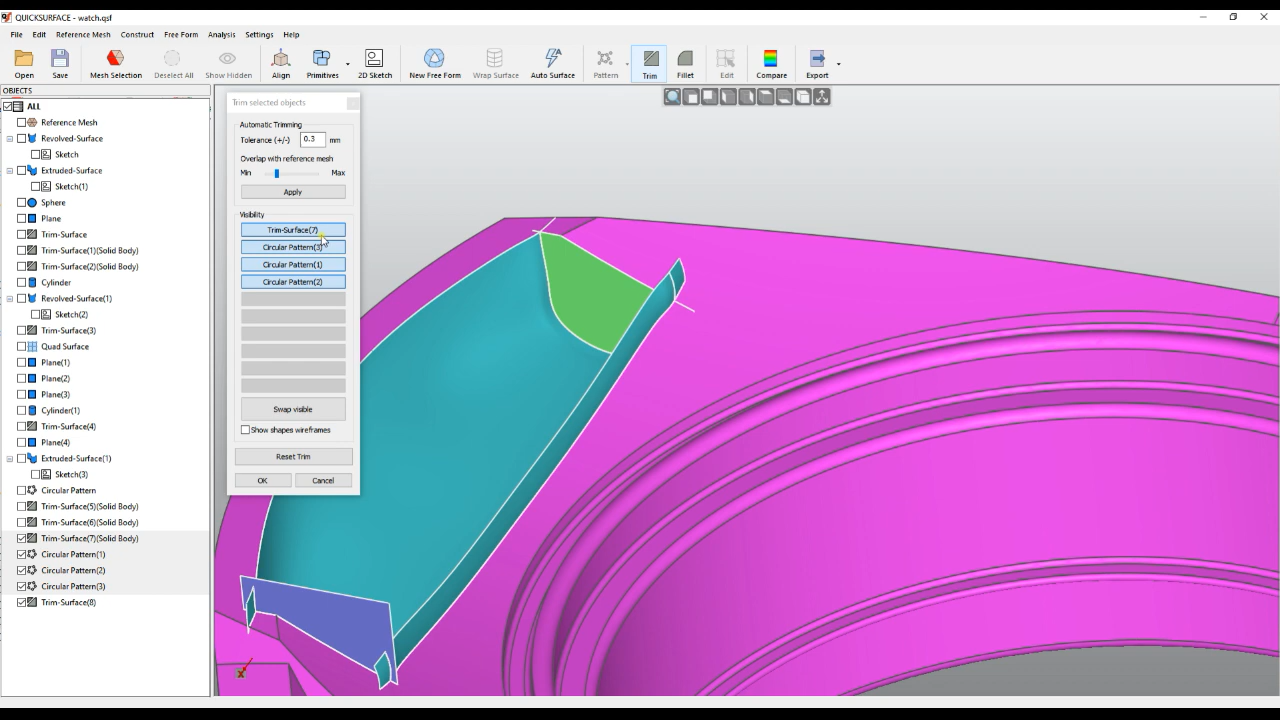 QUICKSURFACE - watch.qsf
File Edit Reference Mesh Construct Free Form Analysis Settings Help
Open Save Mesh Selection Deselect All Show Hidden Align Primitives 2D Sketch New Free Form Wrap Surface Auto Surface Pattern Trim Fillet Edit Compare Export
OBJECTS
ALL
Reference Mesh
Revolved-Surface
Sketch
Extruded-Surface
Sketch(1)
Sphere
Plane
Trim-Surface
Trim-Surface(1)(Solid Body)
Trim-Surface(2)(Solid Body)
Cylinder
Revolved-Surface(1)
Sketch(2)
Trim-Surface(3)
Quad Surface
Plane(1)
Plane(2)
Plane(3)
Cylinder(1)
Trim-Surface(4)
Plane(4)
Extruded-Surface(1)
Sketch(3)
Circular Pattern
Trim-Surface(5)(Solid Body)
Trim-Surface(6)(Solid Body)
Trim-Surface(7)(Solid Body)
Circular Pattern(1)
Circular Pattern(2)
Circular Pattern(3)
Trim-Surface(8)
Trim selected objects
Automatic Trimming
Tolerance (+/-) 0.3 mm
Overlap with reference mesh
Min Max
Apply
Visibility
Trim-Surface(7)
Circular Pattern(3)
Circular Pattern(1)
Circular Pattern(2)
Swap visible
Show shapes wireframes
Reset Trim
OK Cancel